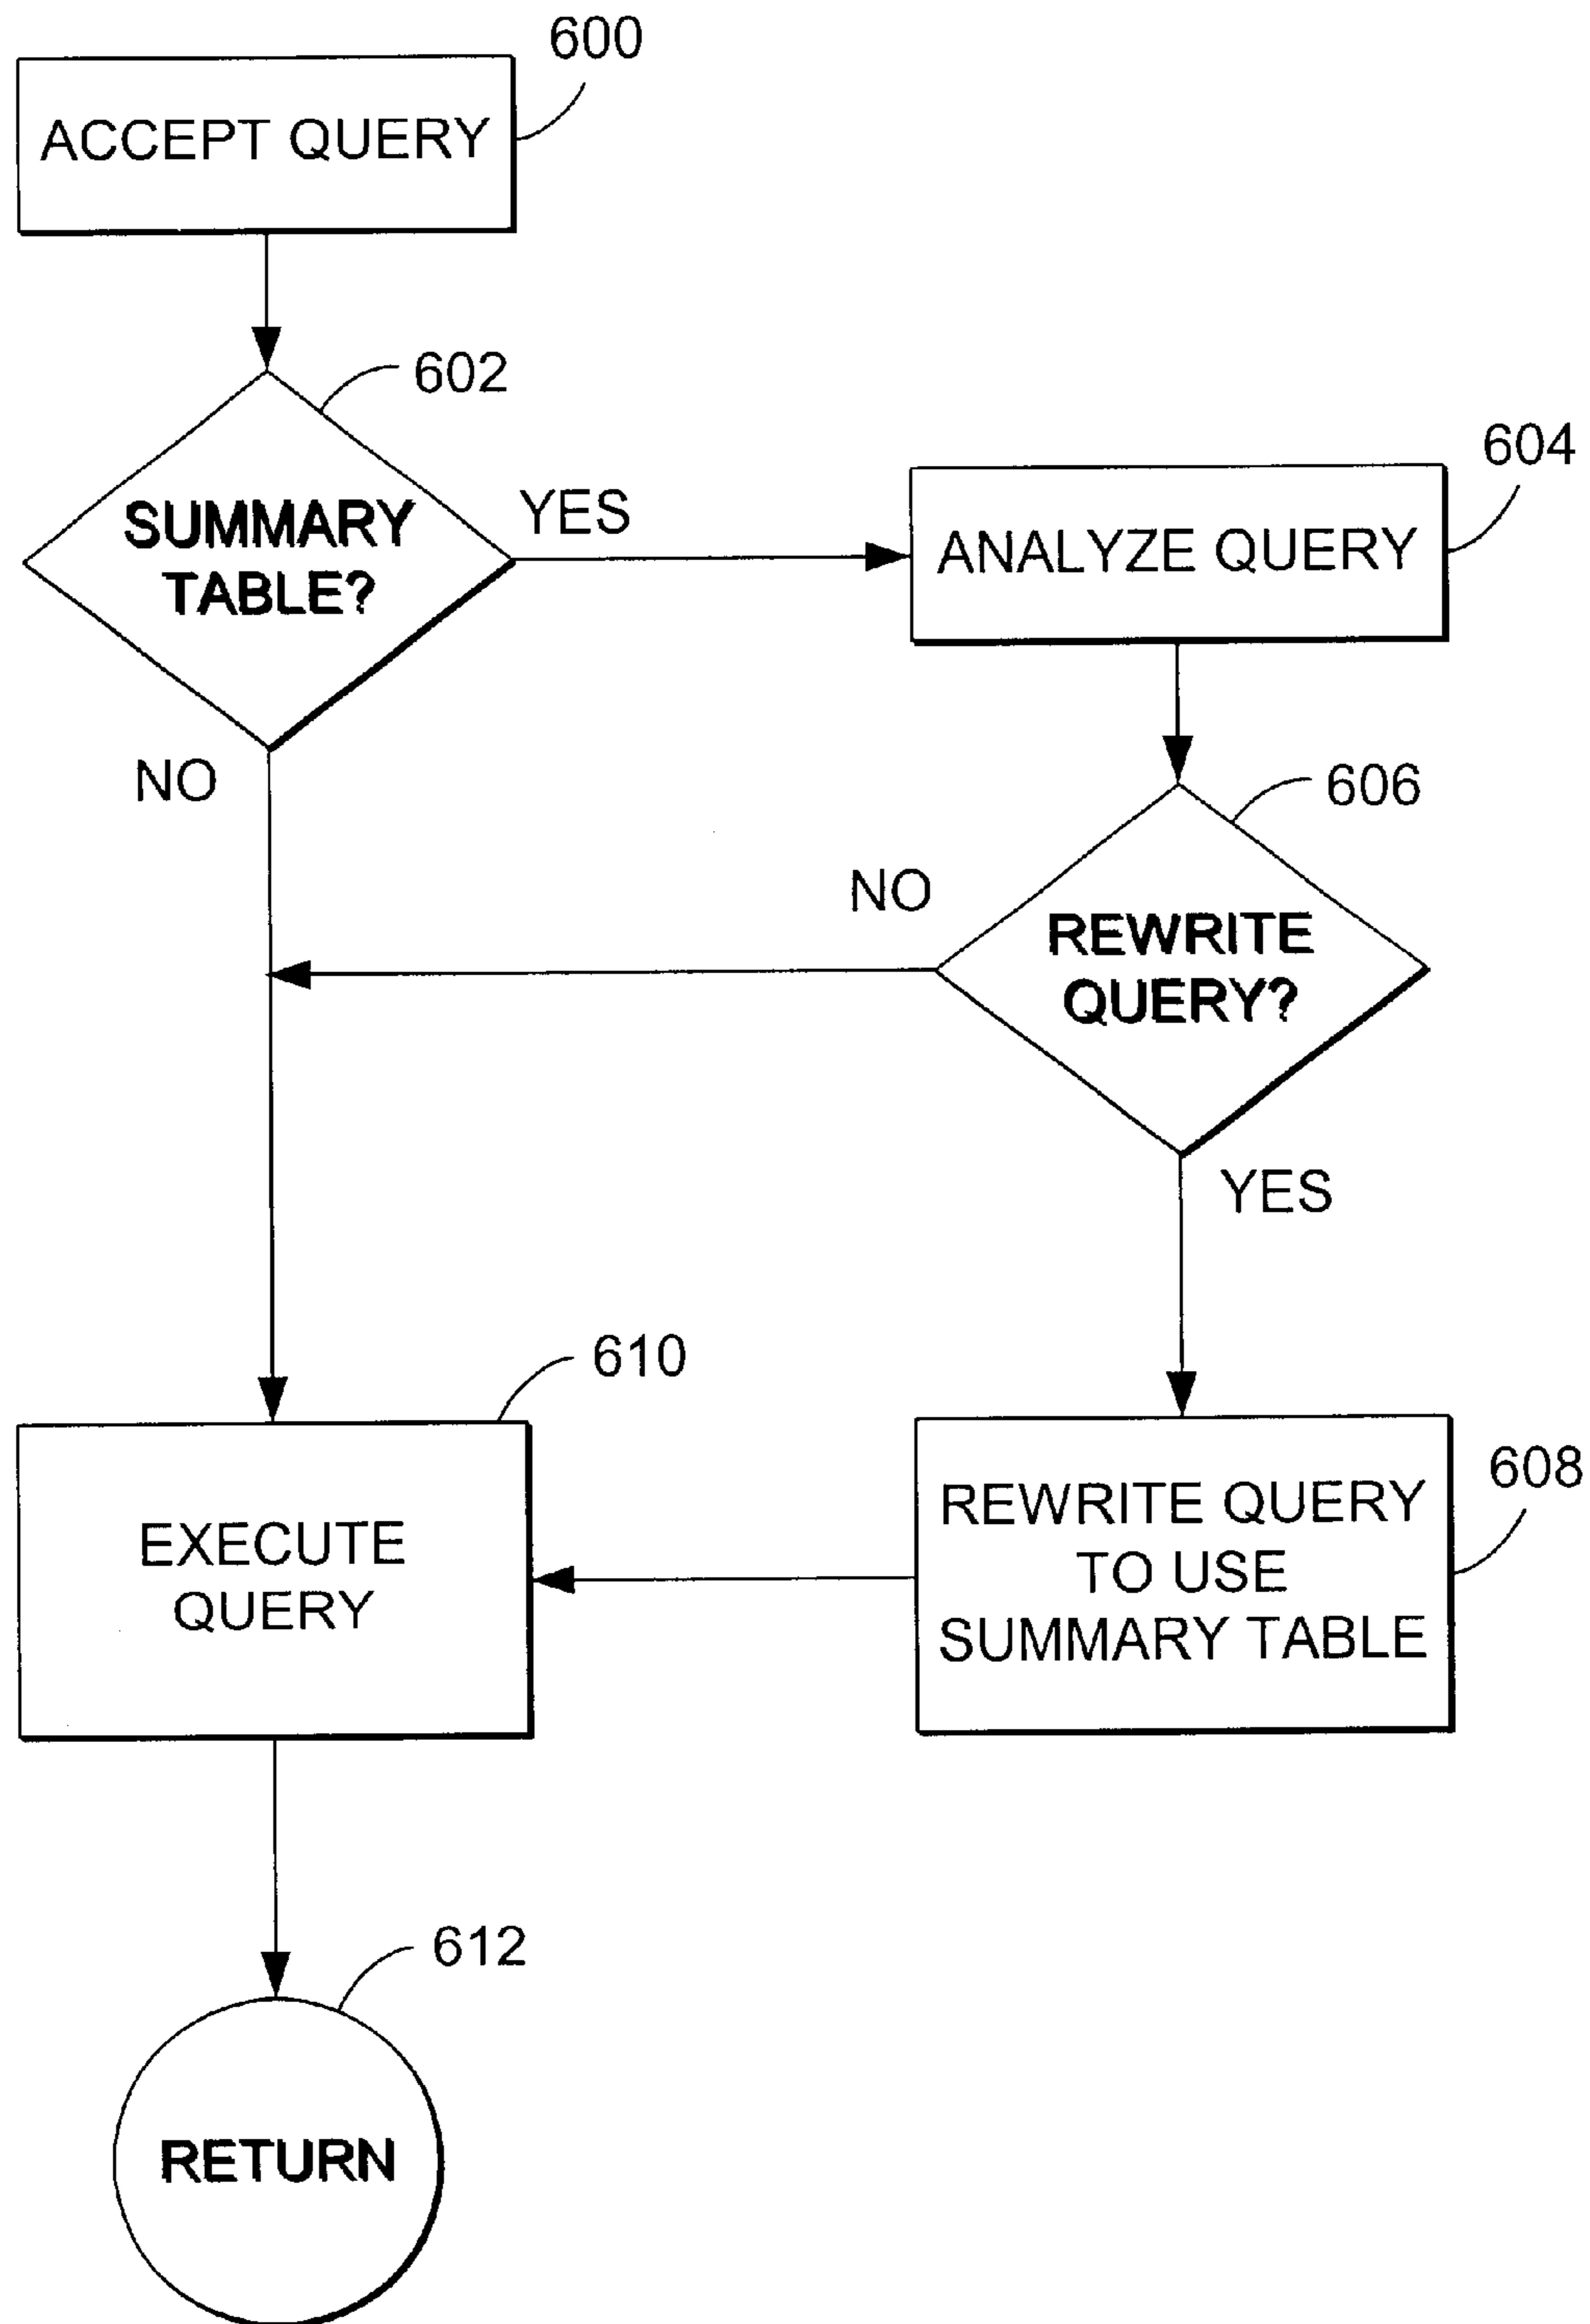 600
ACCEPT QUERY
602
SUMMARY
TABLE?
YES
604
ANALYZE QUERY
NO
606
NO
REWRITE
QUERY?
YES
610
EXECUTE
QUERY
608
REWRITE QUERY
TO USE
SUMMARY TABLE
612
RETURN